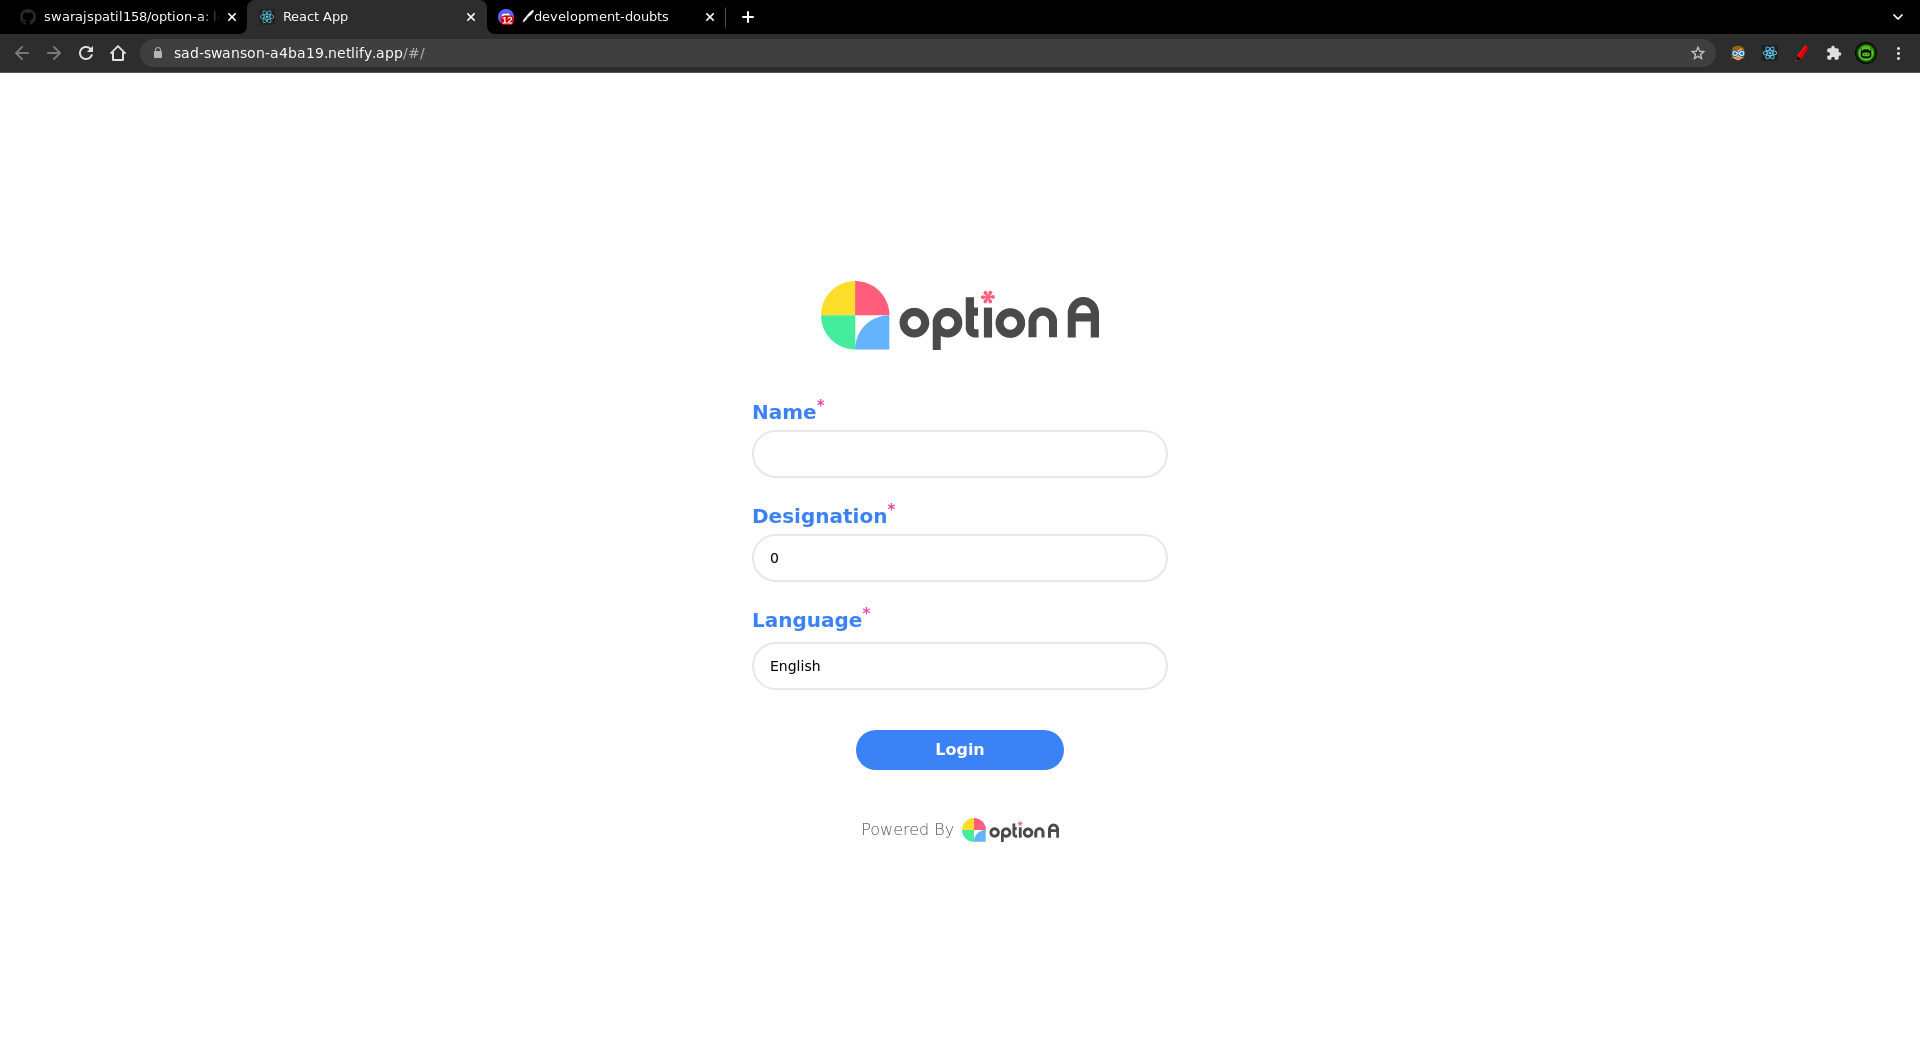 swarajspatil158/option-a:
React App
12
development-doubts
sad-swanson-a4ba19.netlify.app/#/
option A
Name*
Designation*
0
Language*
English
Login
Powered By option A